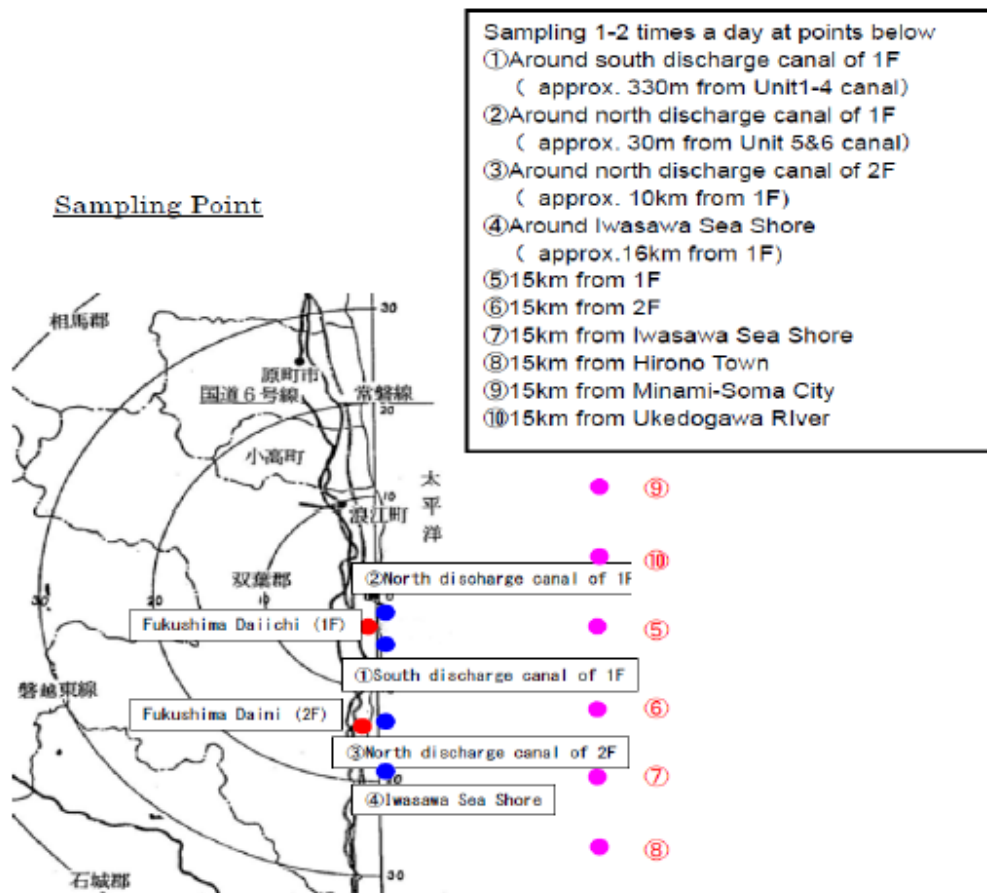 Sampling 1-2 times a day at points below
①Around south discharge canal of 1F
( approx. 330m from Unit1-4 canal)
②Around north discharge canal of 1F
( approx. 30m from Unit 5&6 canal)
③Around north discharge canal of 2F
( approx. 10km from 1F)
④Around Iwasawa Sea Shore
( approx.16km from 1F)
⑤15km from 1F
⑥15km from 2F
⑦15km from Iwasawa Sea Shore
⑧15km from Hirono Town
⑨15km from Minami-Soma City
⑩15km from Ukedogawa RIver
Sampling Point
30
相馬郡
原町市
国道6号線
常磐線
20
小高町
太平洋
10
浪江町
⑨
⑩
②North discharge canal of 1F
双葉郡
30
20
10
0
Fukushima Daiichi (1F)
⑤
①South discharge canal of 1F
磐越東線
Fukushima Daini (2F)
⑥
③North discharge canal of 2F
⑦
④Iwasawa Sea Shore
⑧
石城郡
30